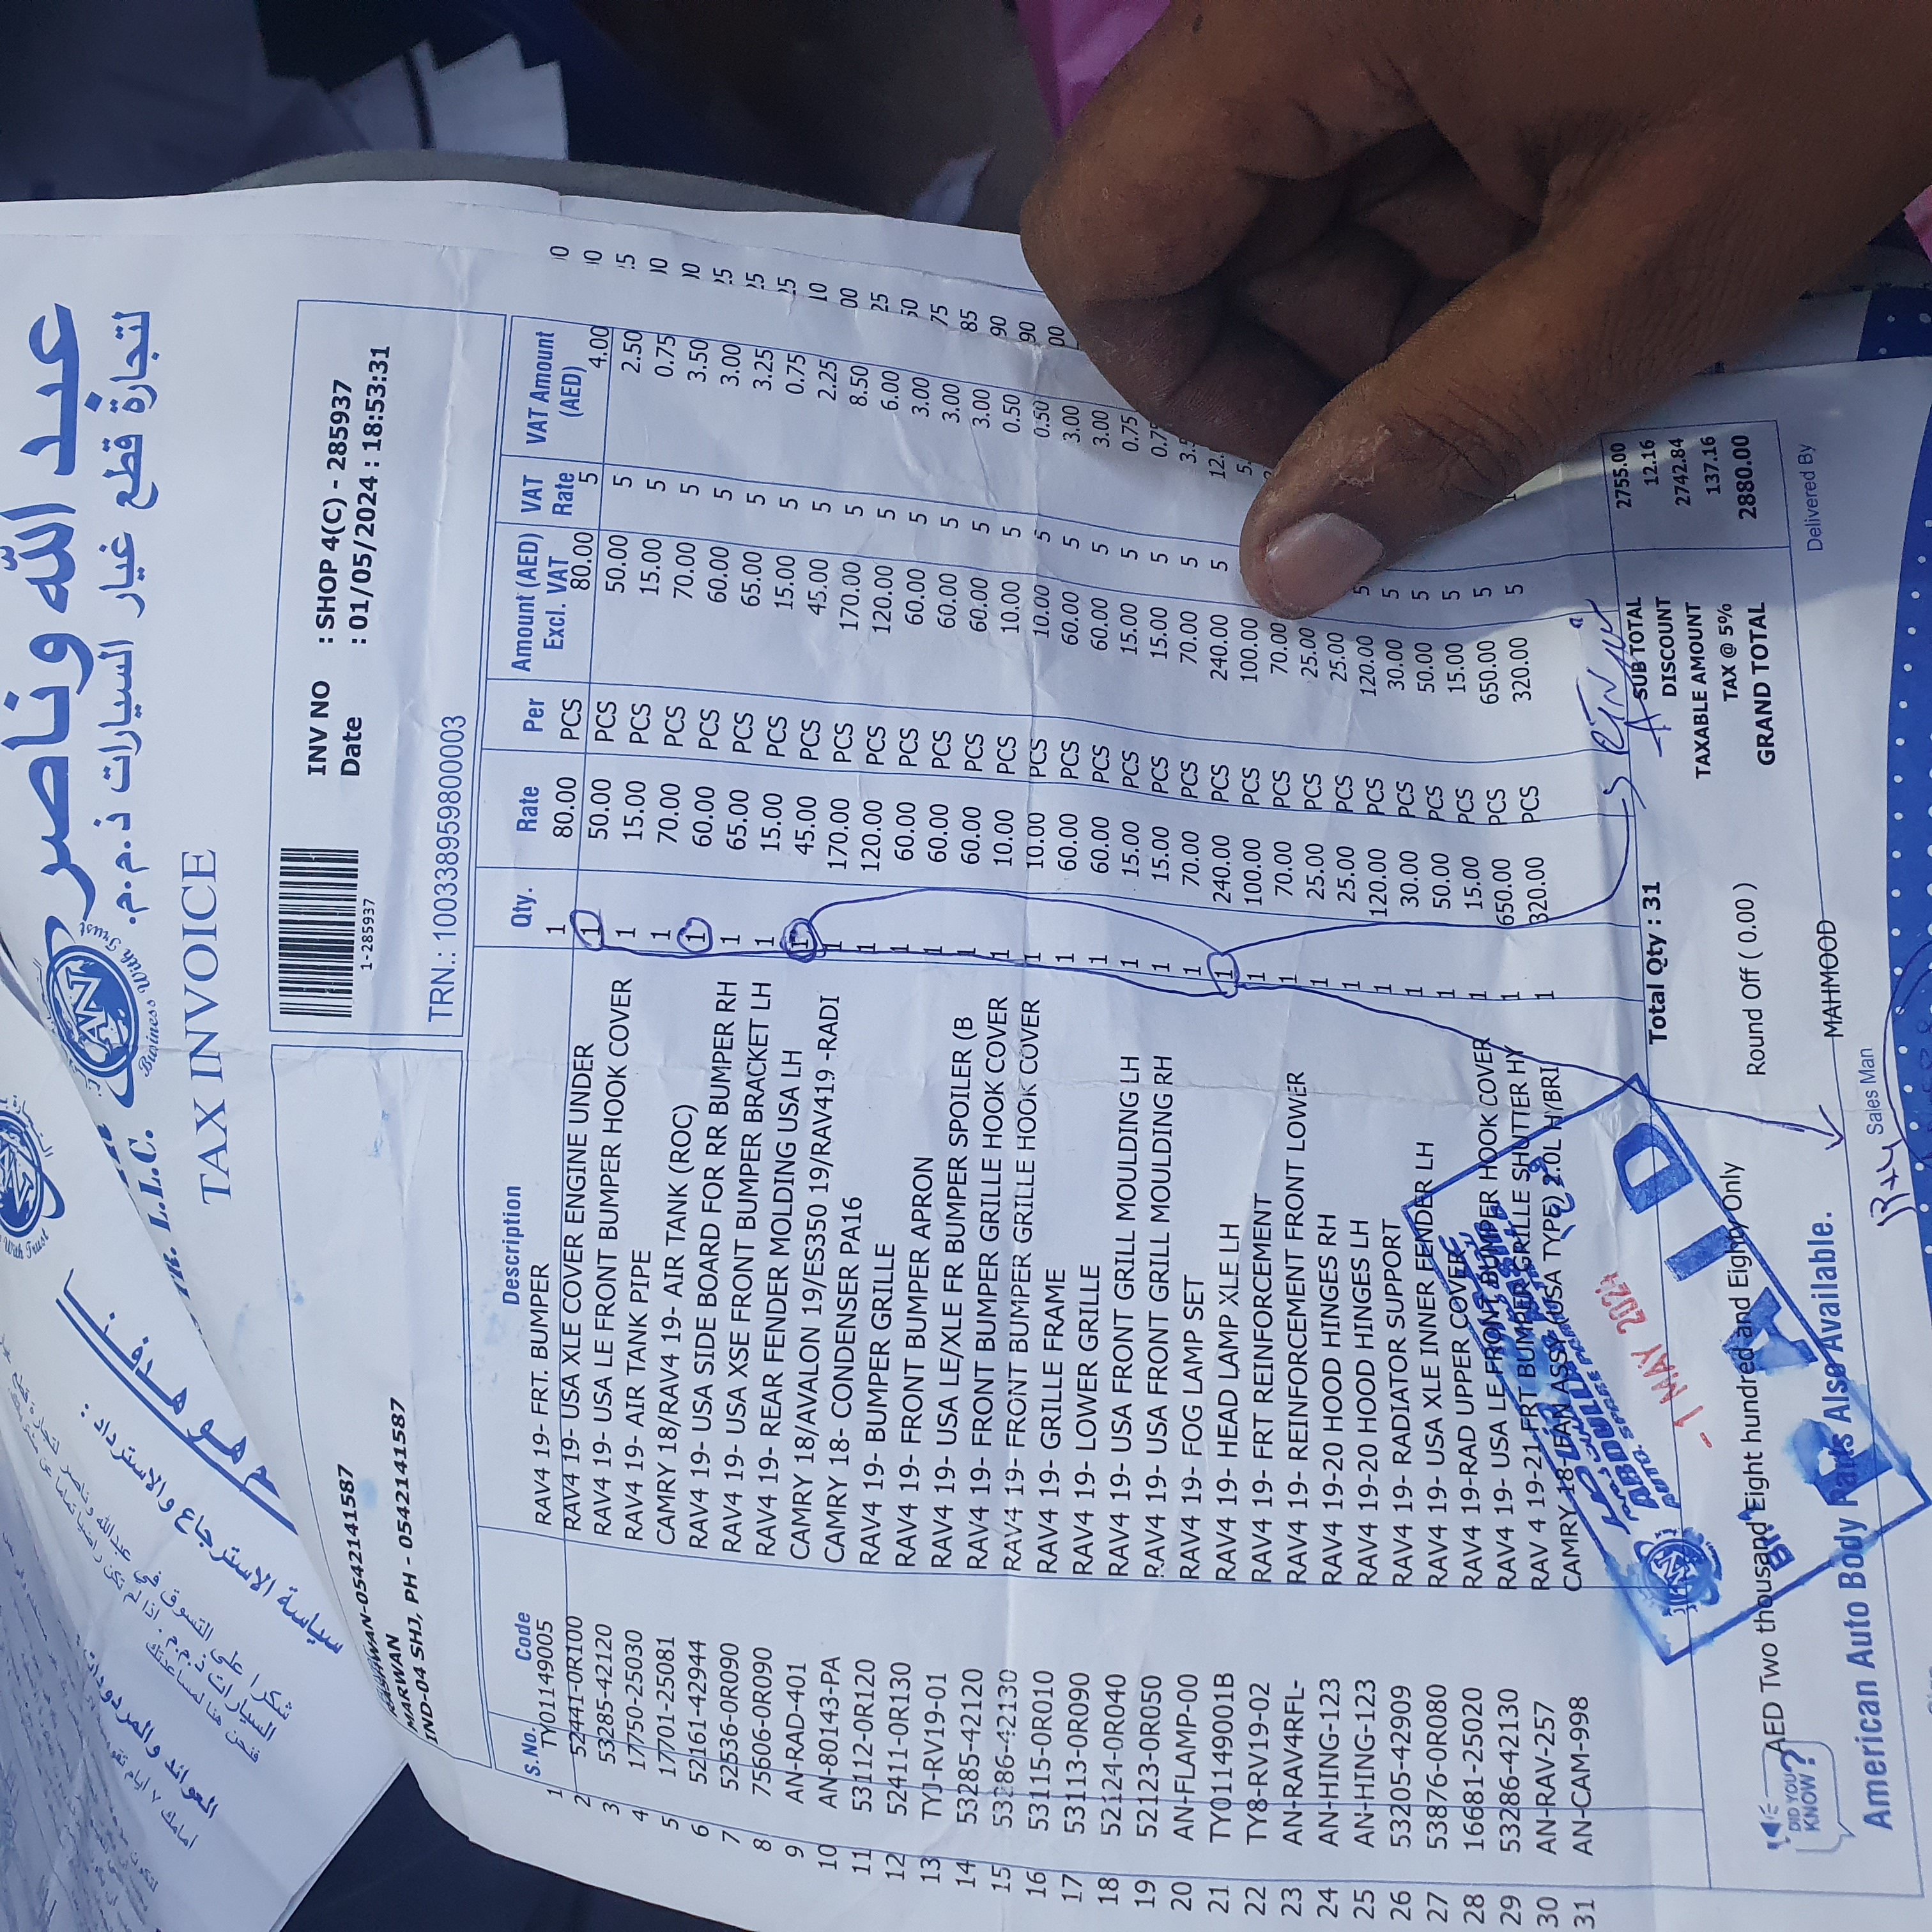 عبد الله وناصر
لتجارة قطع غيار السيارات ذ.م.م.
Business With Trust
AN
TR. L.L.C.
TAX INVOICE
1-285937
INV NO : SHOP 4(C) - 285937
Date : 01/05/2024 : 18:53:31
TRN.: 100338959800003
MARWAN-0542141587
MARWAN
IND-04 SHJ, PH - 0542141587
S.No. Code Description Qty. Rate Per Amount (AED) Excl. VAT VAT Rate VAT Amount (AED)
1 TY01149005 RAV4 19- FRT. BUMPER 1 80.00 PCS 80.00 5 4.00
2 52441-0R100 RAV4 19- USA XLE COVER ENGINE UNDER 1 50.00 PCS 50.00 5 2.50
3 53285-42120 RAV4 19- USA LE FRONT BUMPER HOOK COVER 1 15.00 PCS 15.00 5 0.75
4 17750-25030 RAV4 19- AIR TANK PIPE 1 70.00 PCS 70.00 5 3.50
5 17701-25081 CAMRY 18/RAV4 19- AIR TANK (ROC) 1 60.00 PCS 60.00 5 3.00
6 52161-42944 RAV4 19- USA SIDE BOARD FOR RR BUMPER RH 1 65.00 PCS 65.00 5 3.25
7 52536-0R090 RAV4 19- USA XSE FRONT BUMPER BRACKET LH 1 15.00 PCS 15.00 5 0.75
8 75606-0R090 RAV4 19- REAR FENDER MOLDING USA LH 1 45.00 PCS 45.00 5 2.25
9 AN-RAD-401 CAMRY 18/AVALON 19/ES350 19/RAV419 -RADI 1 170.00 PCS 170.00 5 8.50
10 AN-80143-PA CAMRY 18- CONDENSER PA16 1 120.00 PCS 120.00 5 6.00
11 53112-0R120 RAV4 19- BUMPER GRILLE 1 60.00 PCS 60.00 5 3.00
12 52411-0R130 RAV4 19- FRONT BUMPER APRON 1 60.00 PCS 60.00 5 3.00
13 TYJ-RV19-01 RAV4 19- USA LE/XLE FR BUMPER SPOILER (B 1 60.00 PCS 60.00 5 3.00
14 53285-42120 RAV4 19- FRONT BUMPER GRILLE HOOK COVER 1 10.00 PCS 10.00 5 0.50
15 53286-42130 RAV4 19- FRONT BUMPER GRILLE HOOK COVER 1 10.00 PCS 10.00 5 0.50
16 53115-0R010 RAV4 19- GRILLE FRAME 1 60.00 PCS 60.00 5 3.00
17 53113-0R090 RAV4 19- LOWER GRILLE 1 60.00 PCS 60.00 5 3.00
18 52124-0R040 RAV4 19- USA FRONT GRILL MOULDING LH 1 15.00 PCS 15.00 5 0.75
19 52123-0R050 RAV4 19- USA FRONT GRILL MOULDING RH 1 15.00 PCS 15.00 5 0.7
20 AN-FLAMP-00 RAV4 19- FOG LAMP SET 1 70.00 PCS 70.00 5 3.
21 TY01149001B RAV4 19- HEAD LAMP XLE LH 1 240.00 PCS 240.00 5 12.
22 TY8-RV19-02 RAV4 19- FRT REINFORCEMENT 1 100.00 PCS 100.00 5.
23 AN-RAV4RFL- RAV4 19- REINFORCEMENT FRONT LOWER 1 70.00 PCS 70.00
24 AN-HING-123 RAV4 19-20 HOOD HINGES RH 1 25.00 PCS 25.00
25 AN-HING-123 RAV4 19-20 HOOD HINGES LH 1 25.00 PCS 25.00
26 53205-42909 RAV4 19- RADIATOR SUPPORT 1 120.00 PCS 120.00 5
27 53876-0R080 RAV4 19- USA XLE INNER FENDER LH 1 30.00 PCS 30.00 5
28 16681-25020 RAV4 19-RAD UPPER COVER 1 50.00 PCS 50.00 5
29 53286-42130 RAV4 19- USA LE FRONT BUMPER HOOK COVER 1 15.00 PCS 15.00 5
30 AN-RAV-257 RAV 4 19-21 FRT BUMPER GRILLE SHUTTER HY 1 650.00 PCS 650.00 5
31 AN-CAM-998 CAMRY 18-(FAN ASSY (USA TYPE) 2.0L HYBRI 1 320.00 PCS 320.00 5
Total Qty : 31
SUB TOTAL 2755.00
DISCOUNT 12.16
TAXABLE AMOUNT 2742.84
TAX @ 5% 137.16
GRAND TOTAL 2880.00
Round Off ( 0.00 )
AED Two thousand Eight hundred and Eighty Only
- 1 MAY 2024
PAID
Br.
DID YOU KNOW?
American Auto Body Parts Also Available.
MAHMOOD
Sales Man
Delivered By
م هو هدفنا
سياسة الاسترجاع والاسترداد :
شكرا على التسوق في عبدالله وناصر
العوائد والمردودات